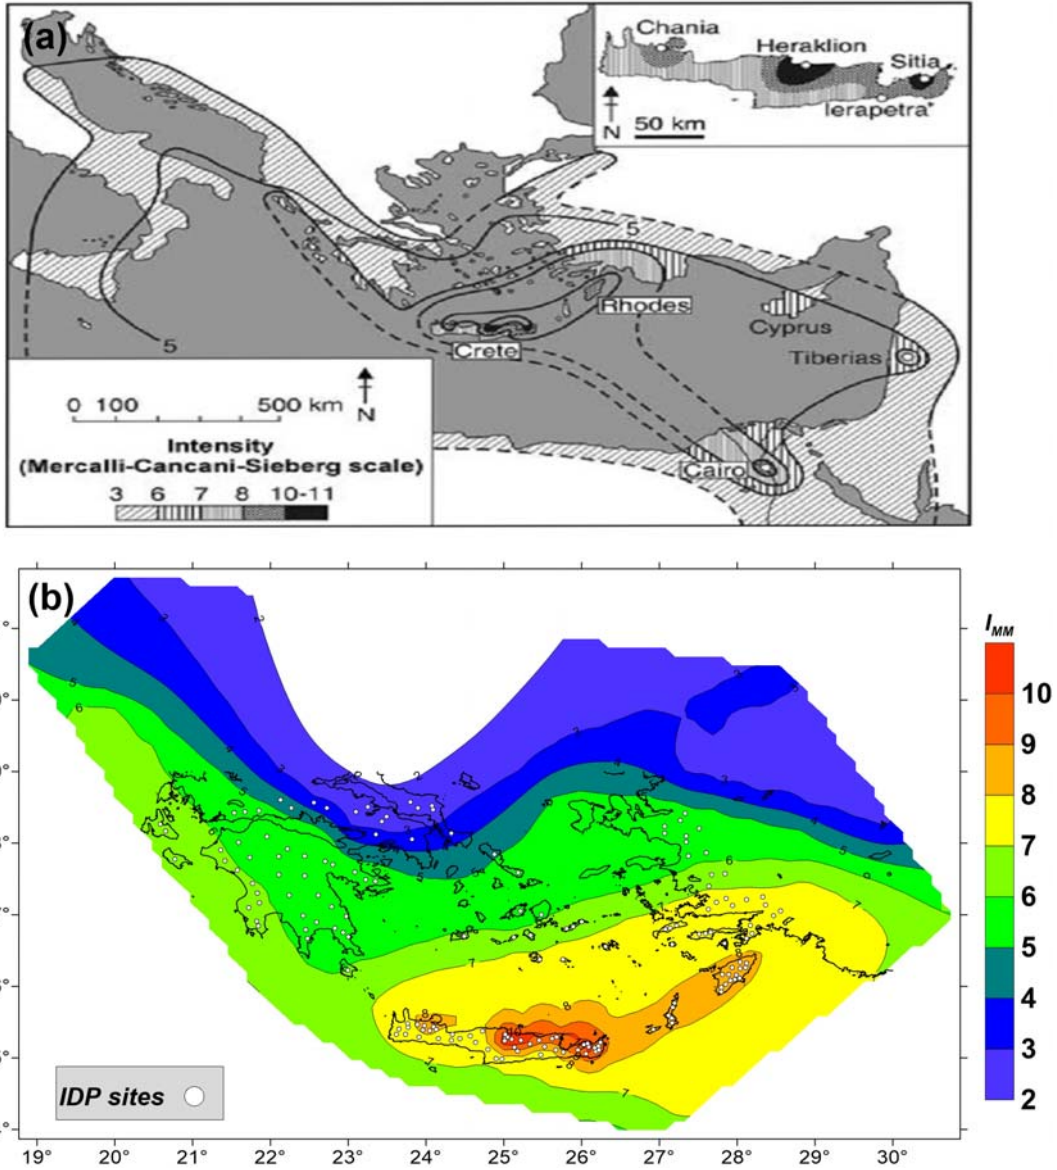 (a)
Chania
Heraklion
Sitia
Ierapetra*
N
50 km
5
Rhodes
Cyprus
Tiberias
Crete
5
Cairo
0 100 500 km
N
Intensity
(Mercalli-Cancani-Sieberg scale)
3 6 7 8 10-11
(b)
I MM
10
9
8
7
6
5
4
3
2
IDP sites
19° 20° 21° 22° 23° 24° 25° 26° 27° 28° 29° 30°